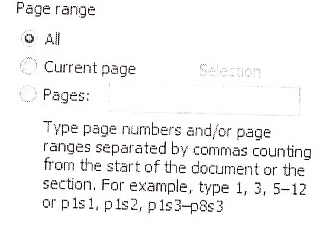 Page range
All
Current page Selection
Pages:
Type page numbers and/or page
ranges separated by commas counting
from the start of the document or the
section. For example, type 1, 3, 5–12
or p1s1, p1s2, p1s3–p8s3